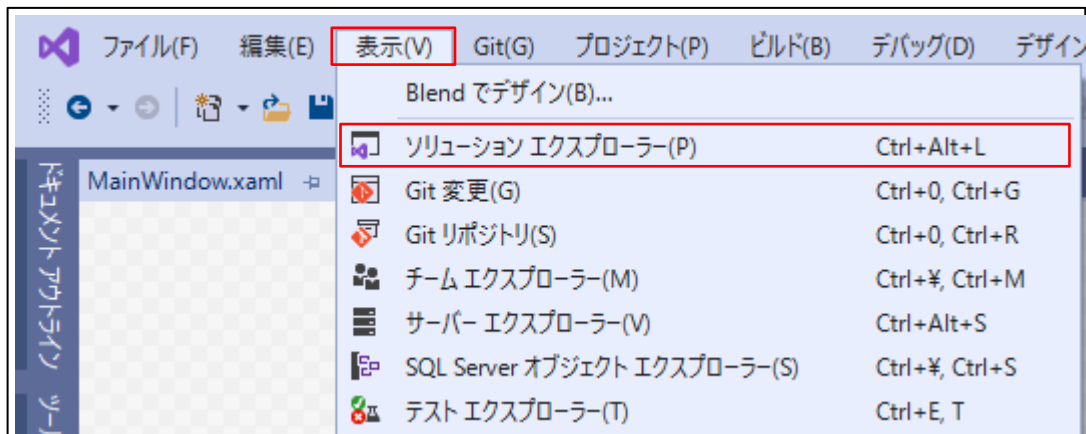 ファイル(F) 編集(E) 表示(V) Git(G) プロジェクト(P) ビルド(B) デバッグ(D) デザイン
Blend でデザイン(B)...
ソリューション エクスプローラー(P) Ctrl+Alt+L
MainWindow.xaml
Git 変更(G) Ctrl+0, Ctrl+G
Git リポジトリ(S) Ctrl+0, Ctrl+R
チーム エクスプローラー(M) Ctrl+¥, Ctrl+M
サーバー エクスプローラー(V) Ctrl+Alt+S
SQL Server オブジェクト エクスプローラー(S) Ctrl+¥, Ctrl+S
テスト エクスプローラー(T) Ctrl+E, T
ドキュメント アウトライン
ツール